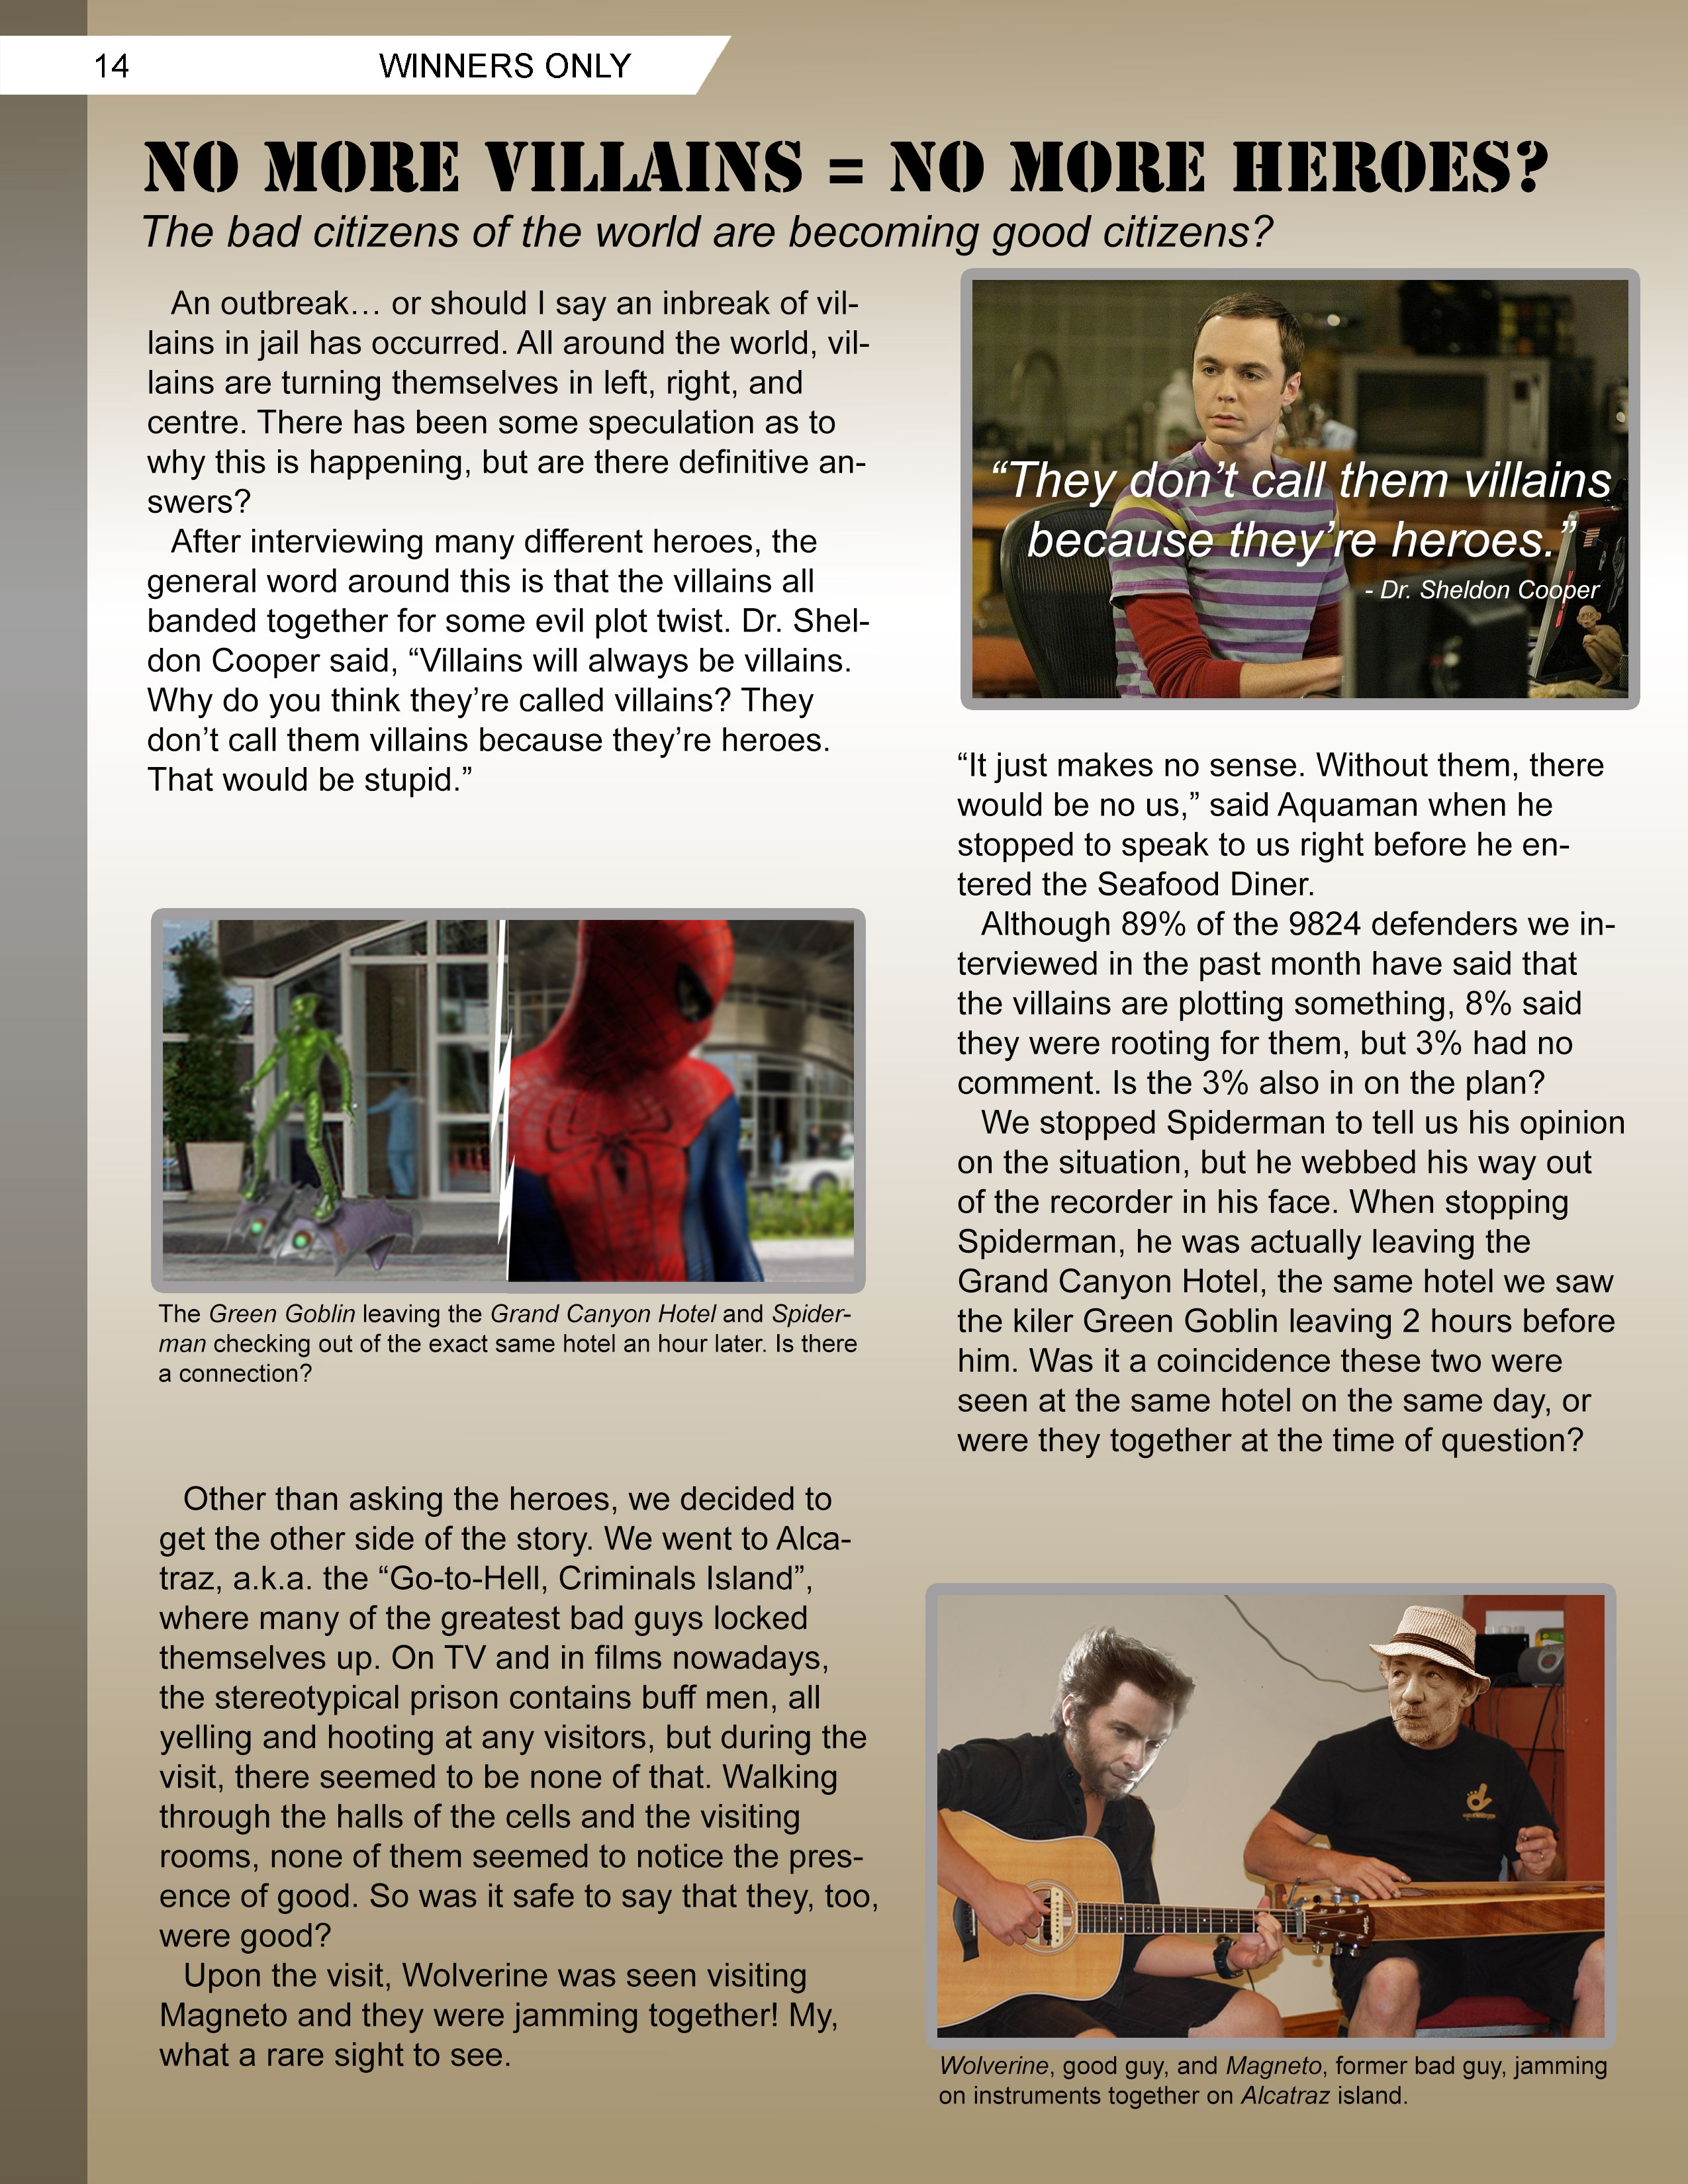 14
WINNERS ONLY
NO MORE VILLAINS = NO MORE HEROES?
The bad citizens of the world are becoming good citizens?
An outbreak… or should I say an inbreak of vil-
lains in jail has occurred. All around the world, vil-
lains are turning themselves in left, right, and
centre. There has been some speculation as to
why this is happening, but are there definitive an-
swers?
After interviewing many different heroes, the
general word around this is that the villains all
banded together for some evil plot twist. Dr. Shel-
don Cooper said, “Villains will always be villains.
Why do you think they’re called villains? They
don’t call them villains because they’re heroes.
That would be stupid.”
“They don’t call them villains
because they’re heroes.”
- Dr. Sheldon Cooper
“It just makes no sense. Without them, there
would be no us,” said Aquaman when he
stopped to speak to us right before he en-
tered the Seafood Diner.
Although 89% of the 9824 defenders we in-
terviewed in the past month have said that
the villains are plotting something, 8% said
they were rooting for them, but 3% had no
comment. Is the 3% also in on the plan?
We stopped Spiderman to tell us his opinion
on the situation, but he webbed his way out
of the recorder in his face. When stopping
Spiderman, he was actually leaving the
Grand Canyon Hotel, the same hotel we saw
the kiler Green Goblin leaving 2 hours before
him. Was it a coincidence these two were
seen at the same hotel on the same day, or
were they together at the time of question?
The Green Goblin leaving the Grand Canyon Hotel and Spider-
man checking out of the exact same hotel an hour later. Is there
a connection?
Other than asking the heroes, we decided to
get the other side of the story. We went to Alca-
traz, a.k.a. the “Go-to-Hell, Criminals Island”,
where many of the greatest bad guys locked
themselves up. On TV and in films nowadays,
the stereotypical prison contains buff men, all
yelling and hooting at any visitors, but during the
visit, there seemed to be none of that. Walking
through the halls of the cells and the visiting
rooms, none of them seemed to notice the pres-
ence of good. So was it safe to say that they, too,
were good?
Upon the visit, Wolverine was seen visiting
Magneto and they were jamming together! My,
what a rare sight to see.
Wolverine, good guy, and Magneto, former bad guy, jamming
on instruments together on Alcatraz island.